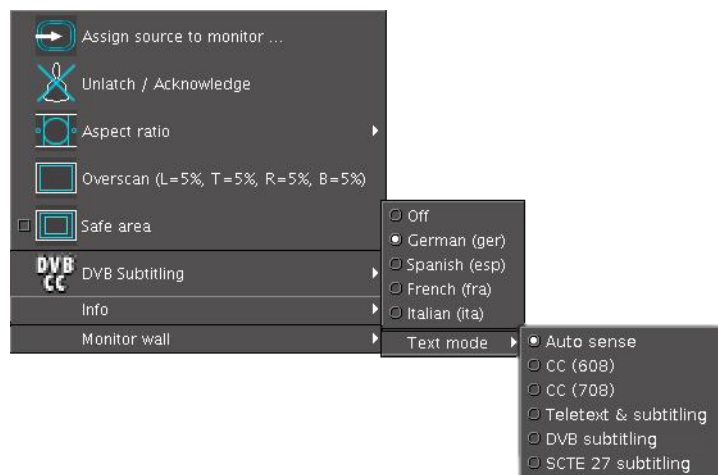 Assign source to monitor ...
Unlatch / Acknowledge
Aspect ratio
Overscan (L=5%, T=5%, R=5%, B=5%)
Safe area
DVB
CC
DVB Subtitling
Info
Monitor wall
Off
German (ger)
Spanish (esp)
French (fra)
Italian (ita)
Text mode
Auto sense
CC (608)
CC (708)
Teletext & subtitling
DVB subtitling
SCTE 27 subtitling